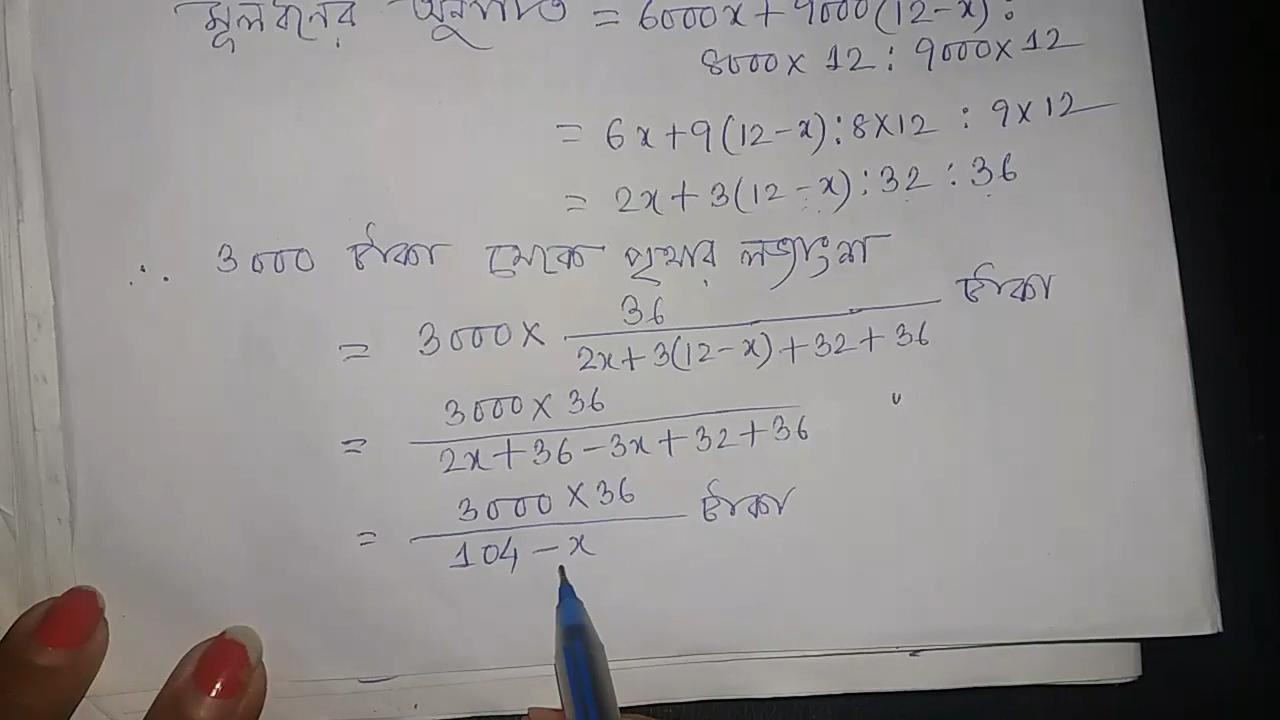 মূলধনের অনুপাত = 6000x + 9000(12-x) :
8000 x 12 : 9000 x 12
= 6x + 9(12-x) : 8 x 12 : 9 x 12
= 2x + 3(12-x) : 32 : 36
∴ 3000 টাকা থেকে পৃথার লভ্যাংশ
= 3000 x 36 / 2x + 3(12-x) + 32 + 36 টাকা
= 3000 x 36 / 2x + 36 - 3x + 32 + 36
= 3000 x 36 / 104 - x টাকা